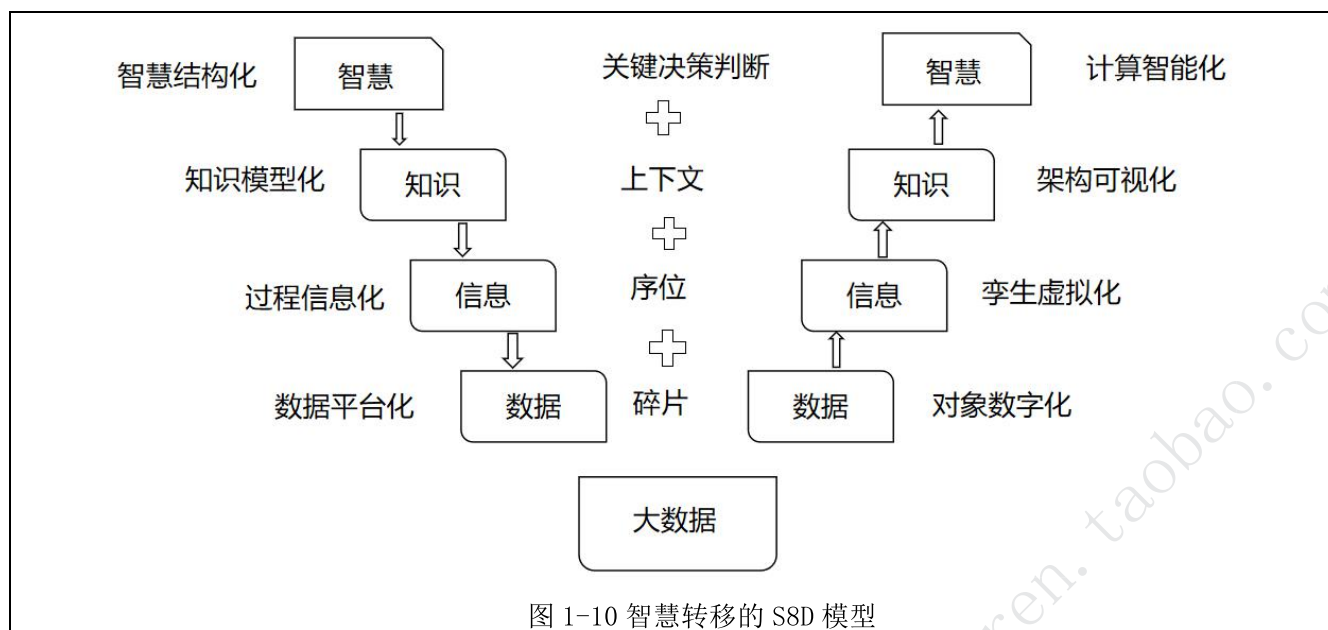 智慧结构化 智慧 关键决策判断 智慧 计算智能化
知识模型化 知识 上下文 知识 架构可视化
过程信息化 信息 序位 信息 孪生虚拟化
数据平台化 数据 碎片 数据 对象数字化
大数据
图 1-10 智慧转移的 S8D 模型
ren. taobao. com